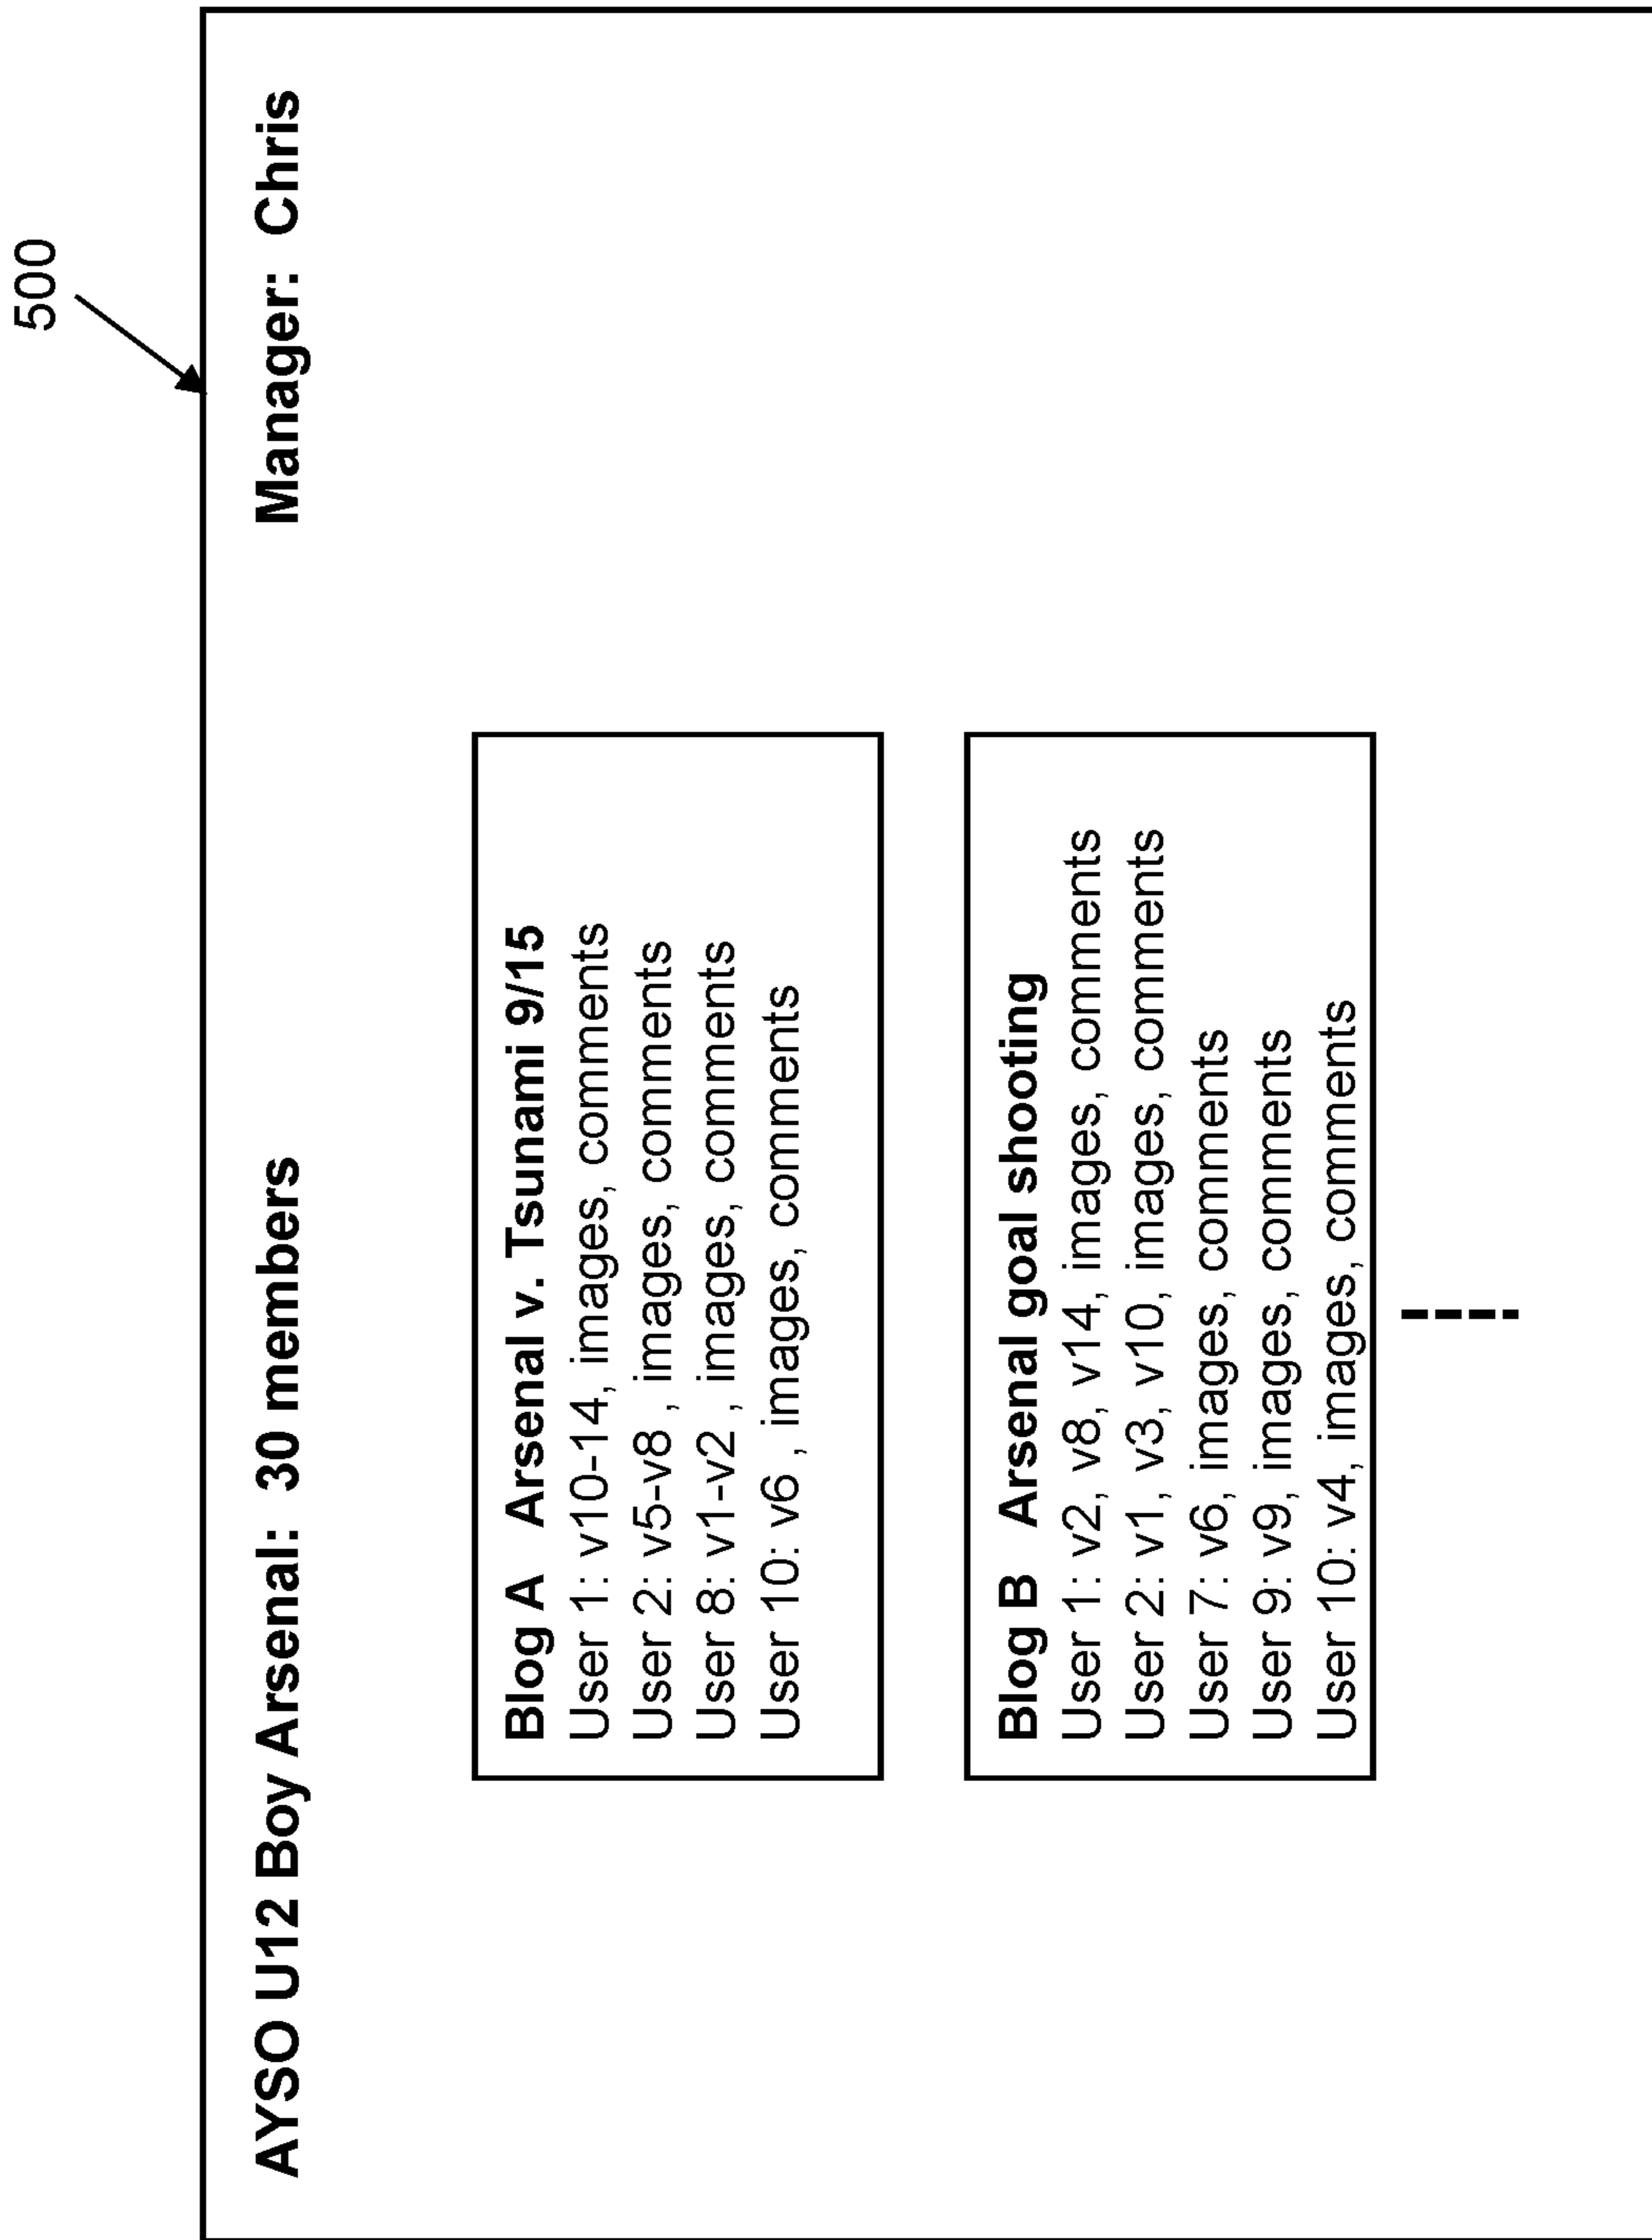 500
AYSO U12 Boy Arsenal: 30 members Manager: Chris
Blog A Arsenal v. Tsunami 9/15
User 1: v10-14, images, comments
User 2: v5-v8 , images, comments
User 8: v1-v2 , images, comments
User 10: v6 , images, comments
Blog B Arsenal goal shooting
User 1: v2, v8, v14, images, comments
User 2: v1, v3, v10, images, comments
User 7: v6, images, comments
User 9: v9, images, comments
User 10: v4, images, comments